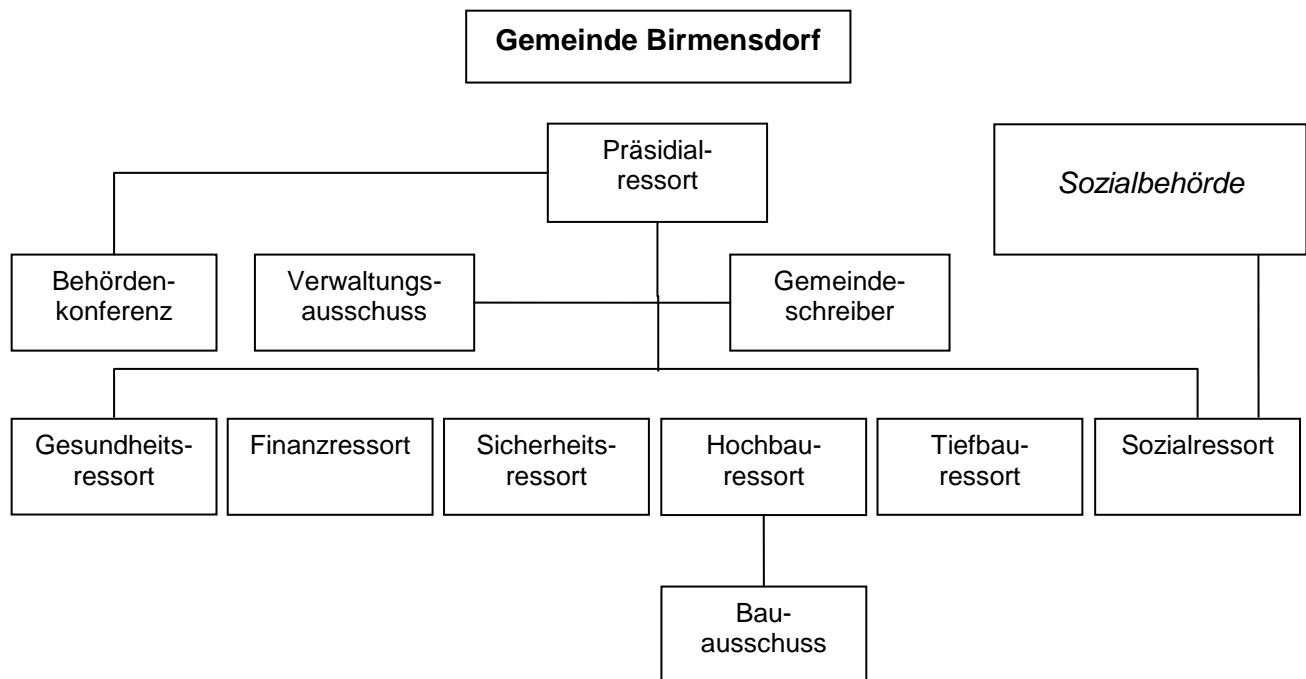 Gemeinde Birmensdorf
Präsidial-
ressort
Sozialbehörde
Behörden-
konferenz
Verwaltungs-
ausschuss
Gemeinde-
schreiber
Gesundheits-
ressort
Finanzressort
Sicherheits-
ressort
Hochbau-
ressort
Tiefbau-
ressort
Sozialressort
Bau-
ausschuss